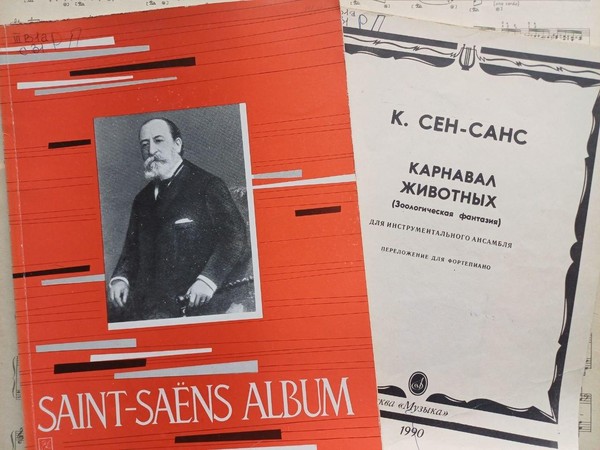 SAINT-SAËNS ALBUM
К. СЕН-САНС
КАРНАВАЛ
ЖИВОТНЫХ
(Зоологическая фантазия)
ДЛЯ ИНСТРУМЕНТАЛЬНОГО АНСАМБЛЯ
ПЕРЕЛОЖЕНИЕ ДЛЯ ФОРТЕПИАНО
«Музыка»
1990